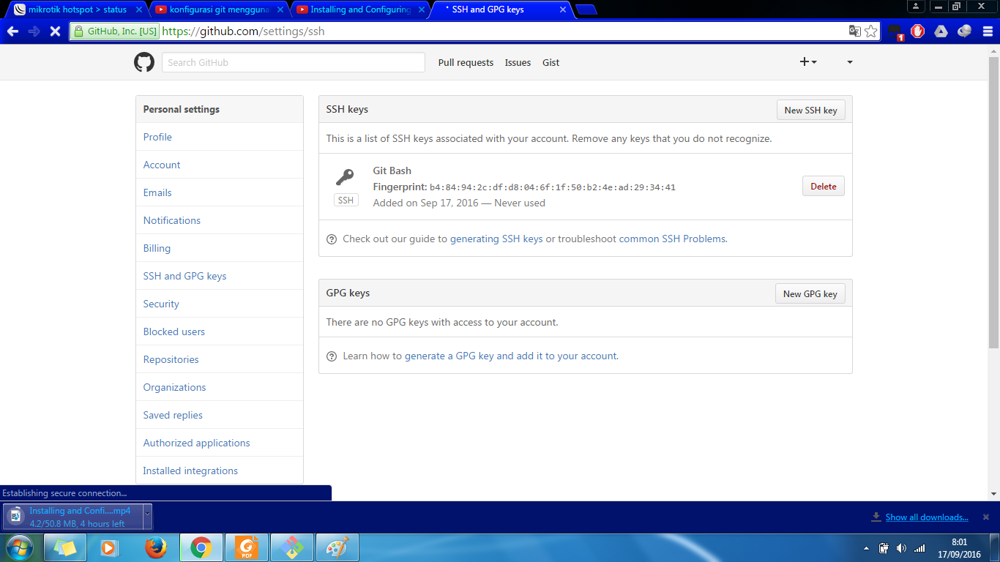 mikrotik hotspot > status
konfigurasi git mengguna
Installing and Configuring
SSH and GPG keys
GitHub, Inc. [US]
https://github.com/settings/ssh
1
Search GitHub
Pull requests
Issues
Gist
Personal settings
Profile
Account
Emails
Notifications
Billing
SSH and GPG keys
Security
Blocked users
Repositories
Organizations
Saved replies
Authorized applications
Installed integrations
SSH keys
New SSH key
This is a list of SSH keys associated with your account. Remove any keys that you do not recognize.
SSH
Git Bash
Fingerprint: b4:84:94:2c:df:d8:04:6f:1f:50:b2:4e:ad:29:34:41
Added on Sep 17, 2016 — Never used
Delete
Check out our guide to generating SSH keys or troubleshoot common SSH Problems.
GPG keys
New GPG key
There are no GPG keys with access to your account.
Learn how to generate a GPG key and add it to your account.
Establishing secure connection...
Installing and Confi....mp4
4.2/50.8 MB, 4 hours left
Show all downloads...
PDF
8:01
17/09/2016